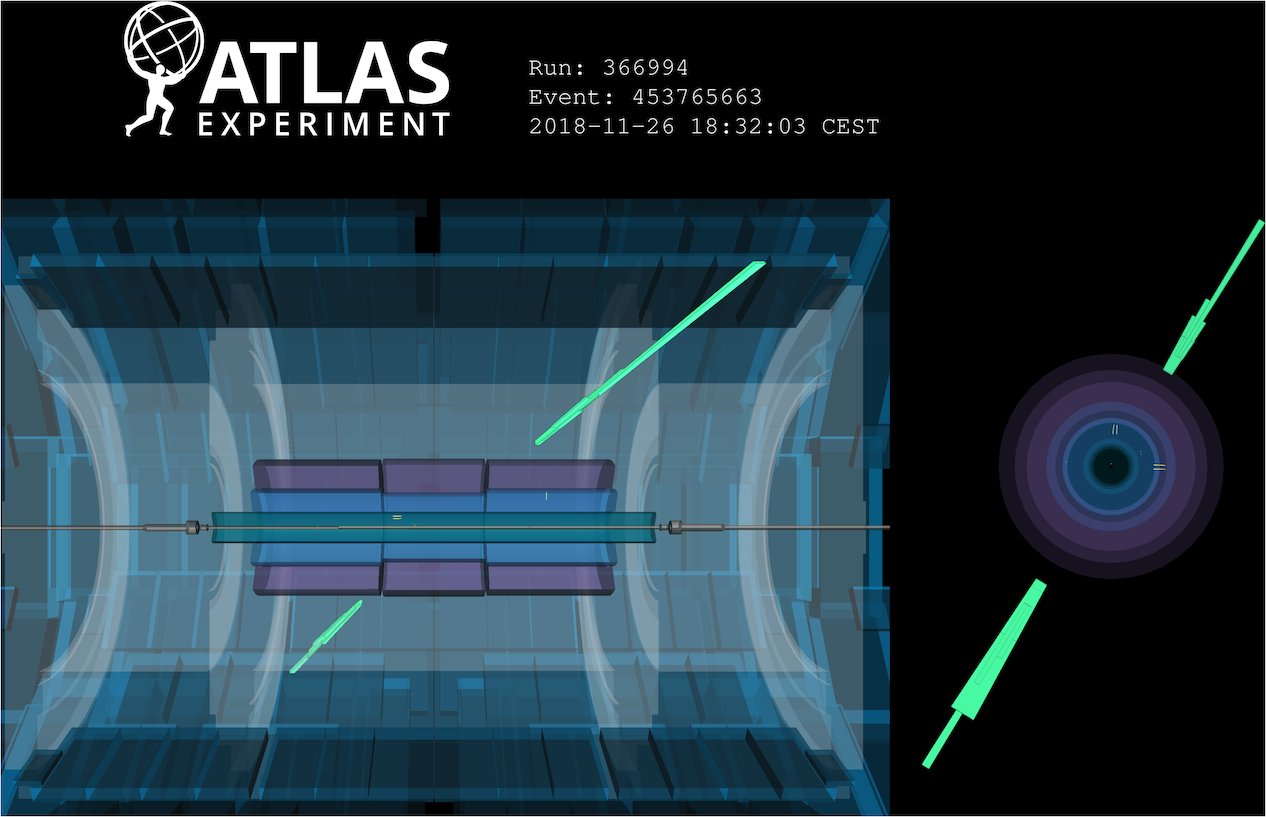 ATLAS
EXPERIMENT
Run: 366994
Event: 453765663
2018-11-26 18:32:03 CEST